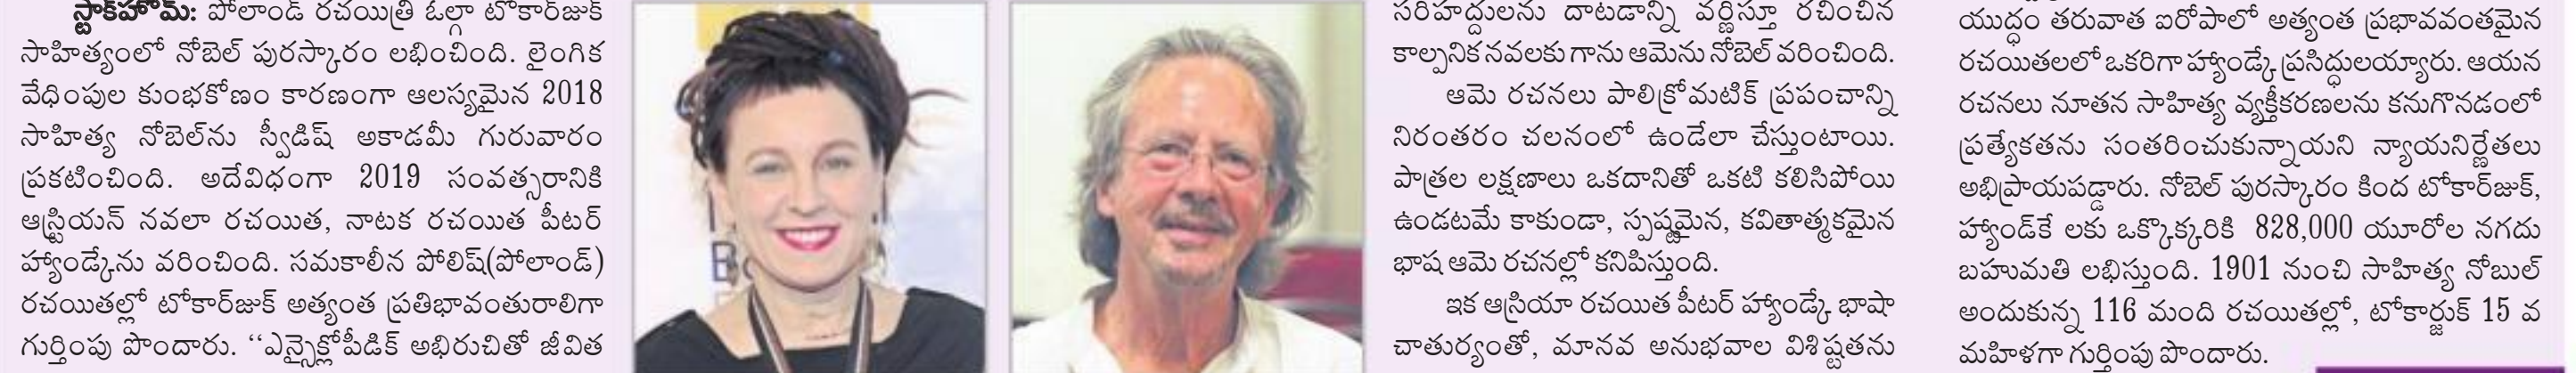 స్టాక్‌హోమ్: పోలాండ్ రచయిత్రి ఓల్గా టోకార్‌జుక్
సాహిత్యంలో నోబెల్ పురస్కారం లభించింది. లైంగిక
వేధింపుల కుంభకోణం కారణంగా ఆలస్యమైన 2018
సాహిత్య నోబెల్‌ను స్వీడిష్ అకాడమీ గురువారం
ప్రకటించింది. అదేవిధంగా 2019 సంవత్సరానికి
ఆస్ట్రియన్ నవలా రచయిత, నాటక రచయిత పీటర్
హ్యాండ్కేను వరించింది. సమకాలీన పోలిష్(పోలాండ్)
రచయితల్లో టోకార్‌జుక్ అత్యంత ప్రతిభావంతురాలిగా
గుర్తింపు పొందారు. ‘‘ఎన్సైక్లోపీడిక్ అభిరుచితో జీవిత
సరిహద్దులను దాటడాన్ని వర్ణిస్తూ రచించిన
కాల్పనిక నవలకు గాను ఆమెను నోబెల్ వరించింది.
ఆమె రచనలు పాలిక్రోమటిక్ ప్రపంచాన్ని
నిరంతరం చలనంలో ఉండేలా చేస్తుంటాయి.
పాత్రల లక్షణాలు ఒకదానితో ఒకటి కలిసిపోయి
ఉండటమే కాకుండా, స్పష్టమైన, కవితాత్మకమైన
భాష ఆమె రచనల్లో కనిపిస్తుంది.
ఇక ఆస్రియా రచయిత పీటర్ హ్యాండ్కే భాషా
చాతుర్యంతో, మానవ అనుభవాల విశిష్టతను
యుద్ధం తరువాత ఐరోపాలో అత్యంత ప్రభావవంతమైన
రచయితలలో ఒకరిగా హ్యాండ్కే ప్రసిద్ధులయ్యారు. ఆయన
రచనలు నూతన సాహిత్య వ్యక్తీకరణలను కనుగొనడంలో
ప్రత్యేకతను సంతరించుకున్నాయని న్యాయనిర్ణేతలు
అభిప్రాయపడ్డారు. నోబెల్ పురస్కారం కింద టోకార్‌జుక్,
హ్యాండ్‌కే లకు ఒక్కొక్కరికి 828,000 యూరోల నగదు
బహుమతి లభిస్తుంది. 1901 నుంచి సాహిత్య నోబుల్
అందుకున్న 116 మంది రచయితల్లో, టోకార్జుక్ 15 వ
మహిళగా గుర్తింపు పొందారు.